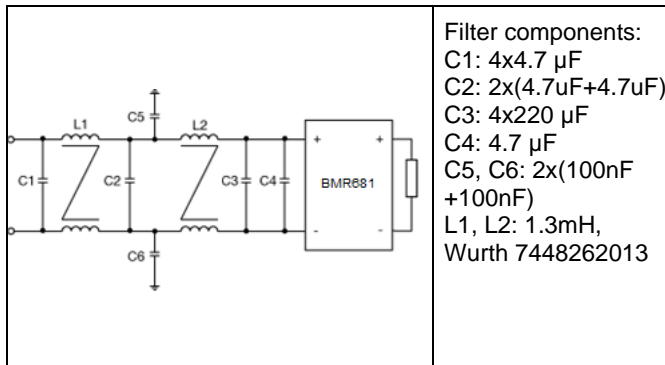 C5
L1
L2
C1
C2
C3
C4
+
+
BMR681
-
-
C6
Filter components:
C1: 4x4.7 µF
C2: 2x(4.7uF+4.7uF)
C3: 4x220 µF
C4: 4.7 µF
C5, C6: 2x(100nF
+100nF)
L1, L2: 1.3mH,
Wurth 7448262013